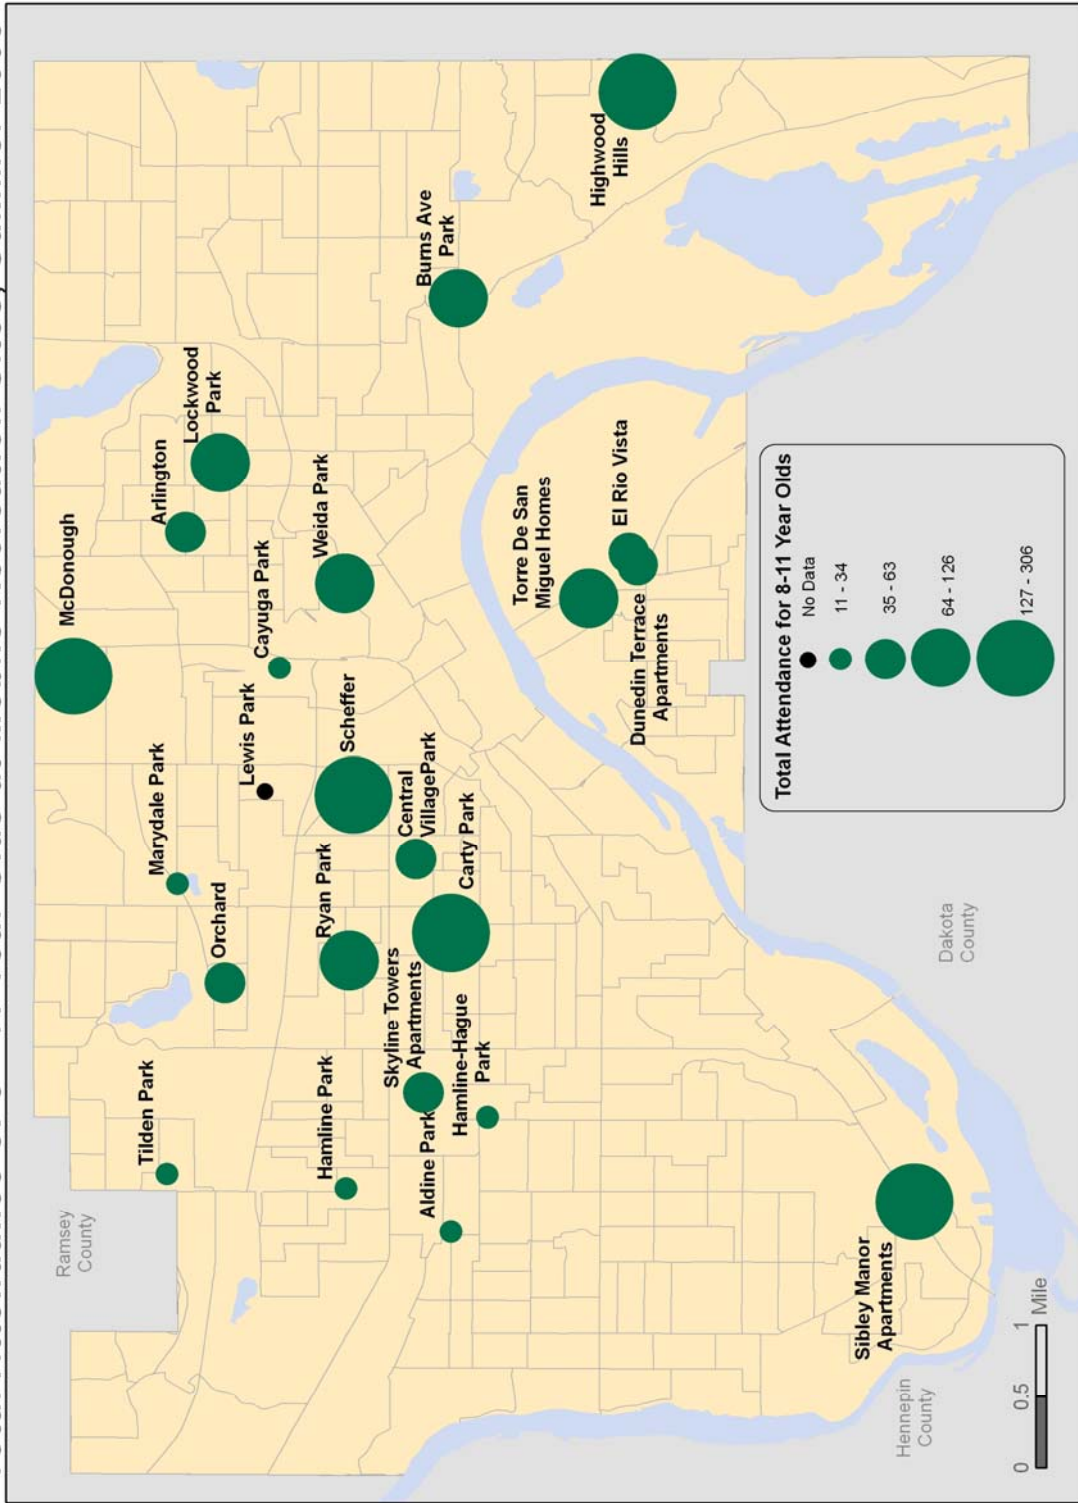 Ramsey
County
McDonough
Tilden Park
Marydale Park
Arlington
Lockwood
Park
Orchard
Lewis Park
Cayuga Park
Weida Park
Hamline Park
Ryan Park
Scheffer
Skyline Towers
Apartments
Central
VillagePark
Burns Ave
Park
Aldine Park
Hamline-Hague
Park
Carty Park
Torre De San
Miguel Homes
Highwood
Hills
El Rio Vista
Dunedin Terrace
Apartments
Total Attendance for 8-11 Year Olds
No Data
11 - 34
35 - 63
64 - 126
127 - 306
Sibley Manor
Apartments
Hennepin
County
Dakota
County
0 0.5 1
Mile